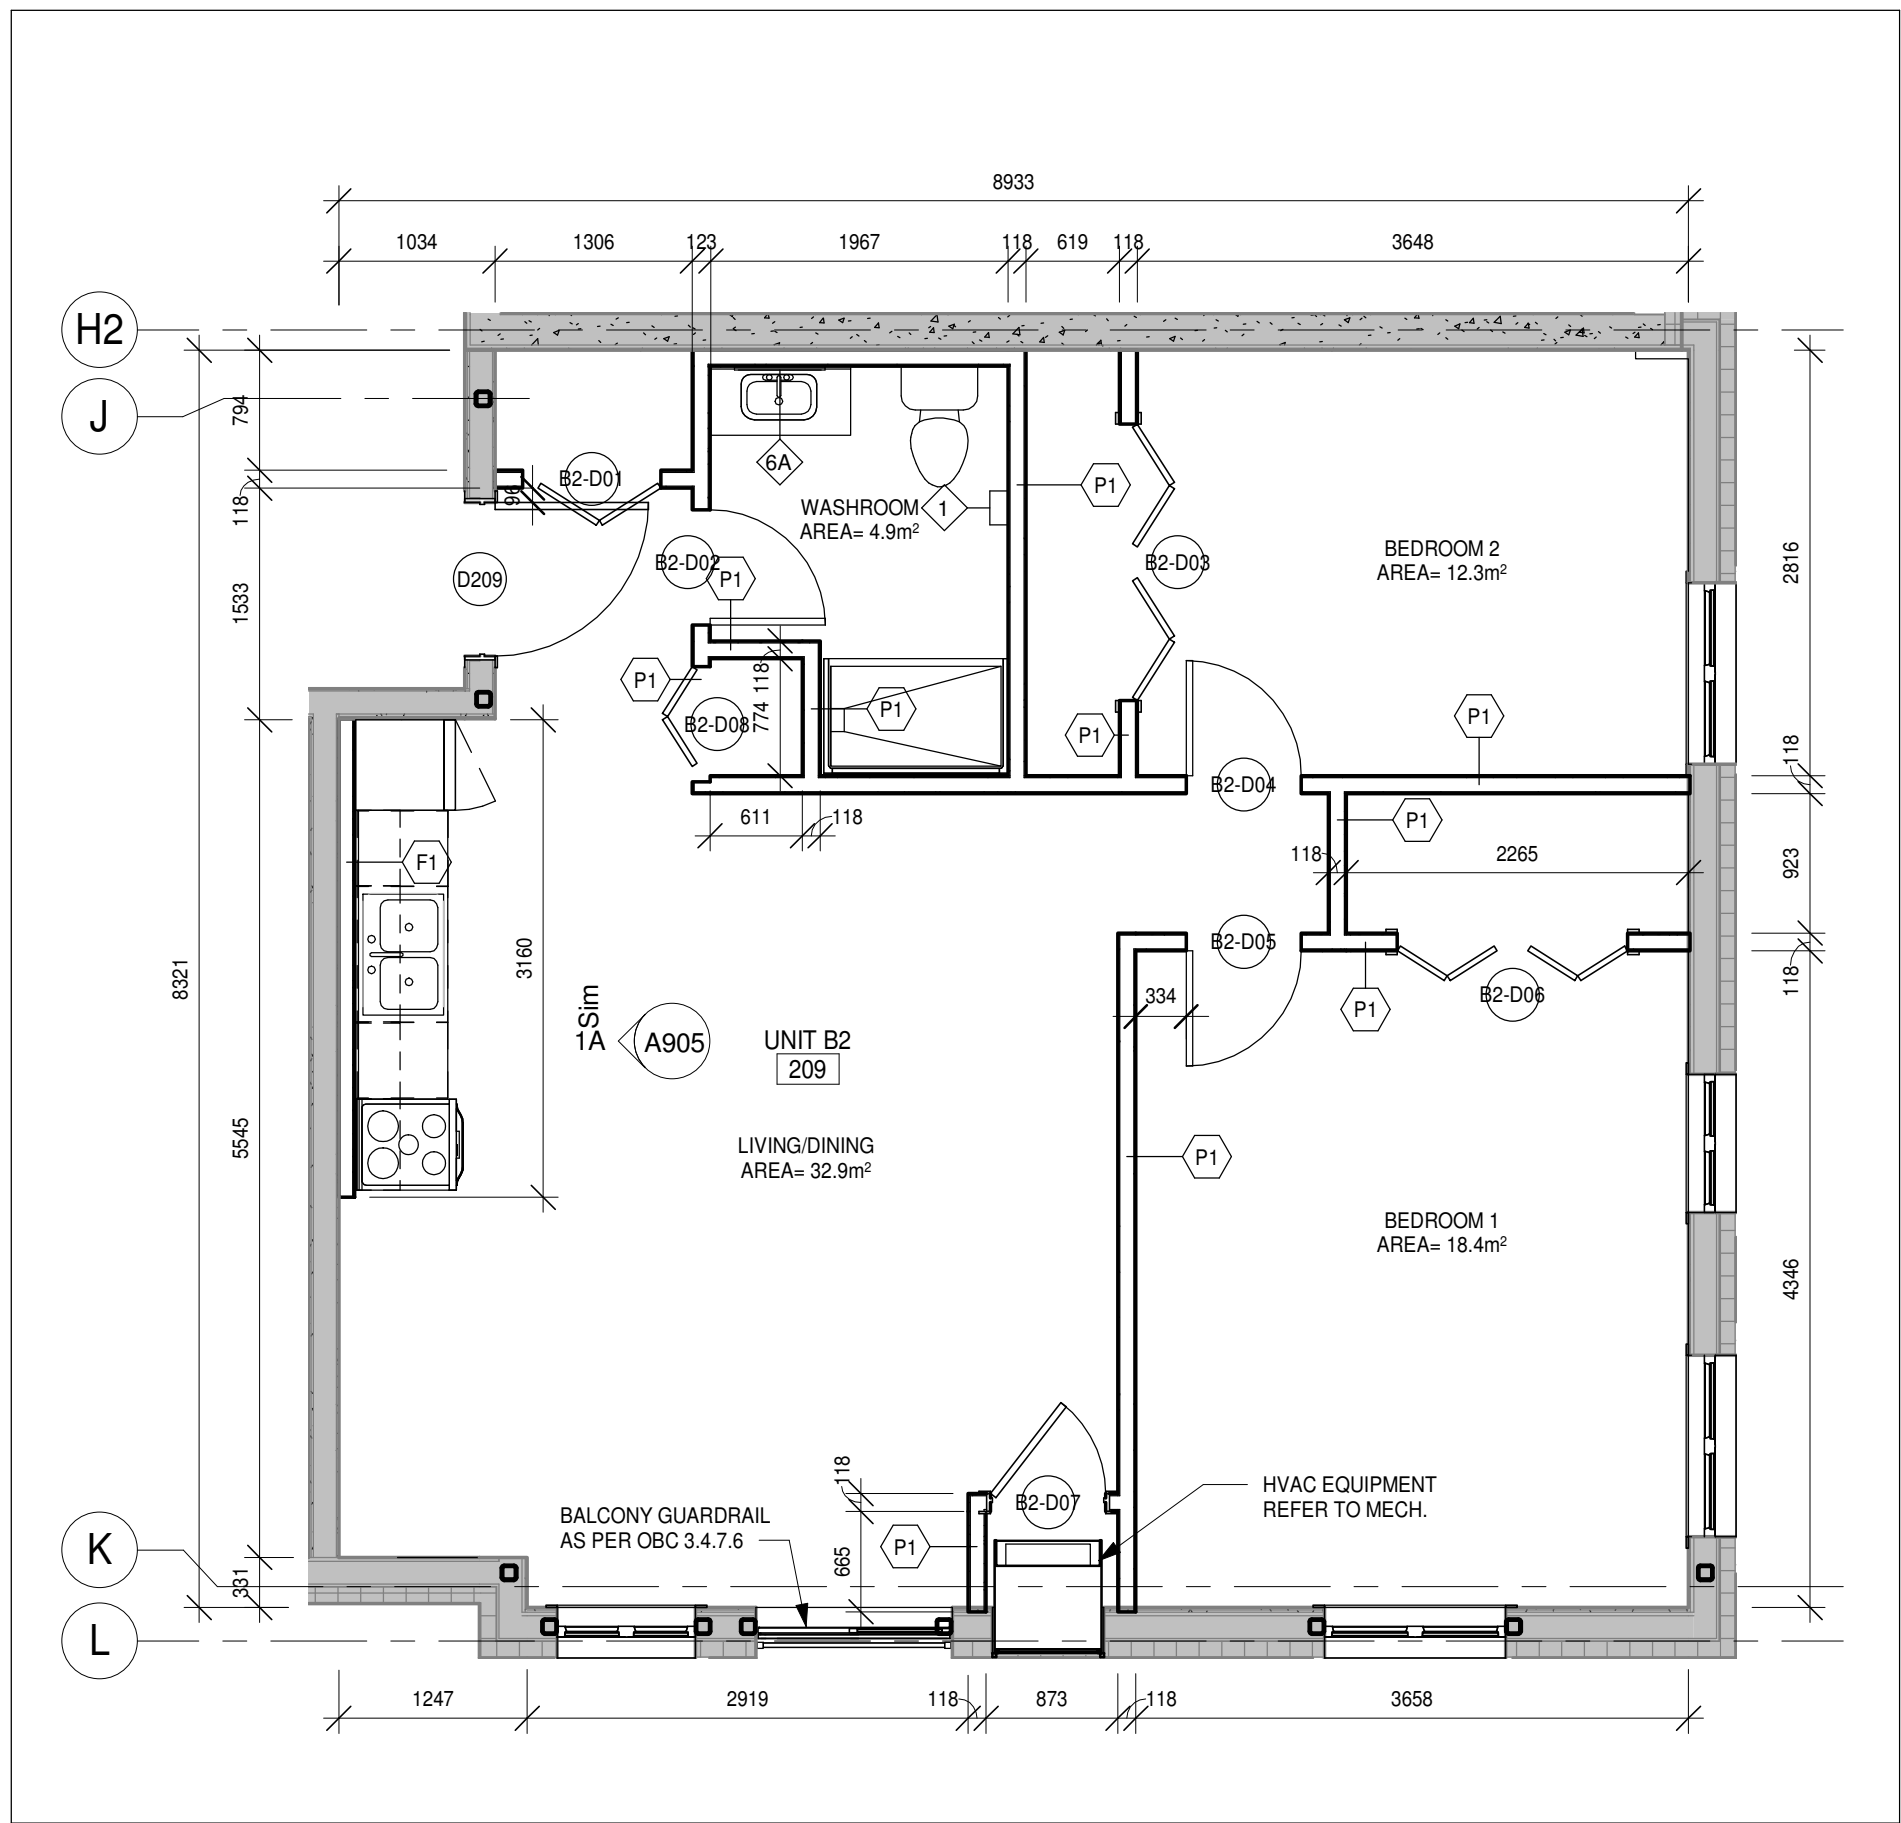 8933
1034
1306
123
1967
118
619
118
3648
H2
J
794
118
1533
8321
5545
331
B2-D01
96
6A
WASHROOM
AREA= 4.9m²
1
P1
BEDROOM 2
AREA= 12.3m²
2816
D209
B2-D02
P1
B2-D03
P1
118
774
P1
B2-D08
P1
P1
118
B2-D04
611
118
P1
F1
118
2265
923
3160
B2-D05
118
334
P1
B2-D06
1A
Sim
A905
UNIT B2
209
LIVING/DINING
AREA= 32.9m²
P1
BEDROOM 1
AREA= 18.4m²
4346
118
665
BALCONY GUARDRAIL
AS PER OBC 3.4.7.6
P1
B2-D07
HVAC EQUIPMENT
REFER TO MECH.
K
L
1247
2919
118
873
118
3658